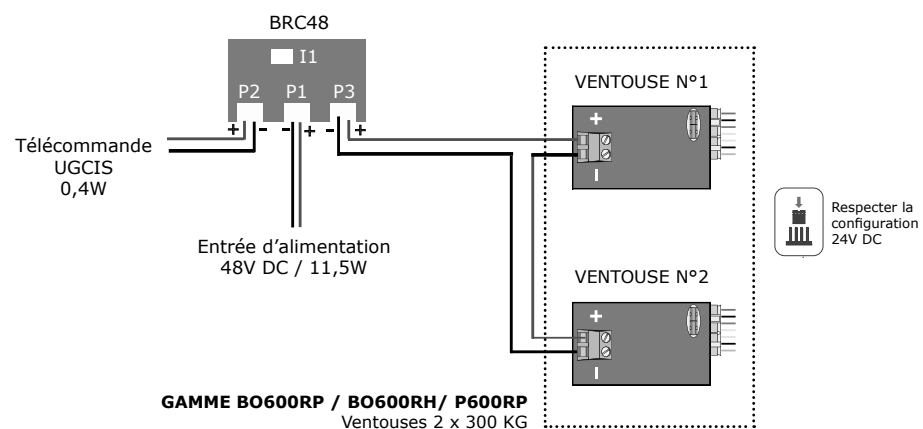 BRC48
I1
P2 P1 P3
+ - - + - +
Télécommande
UGCIS
0,4W
Entrée d'alimentation
48V DC / 11,5W
VENTOUSE N°1
+
-
Respecter la
configuration
24V DC
VENTOUSE N°2
+
-
GAMME BO600RP / BO600RH/ P600RP
Ventouses 2 x 300 KG